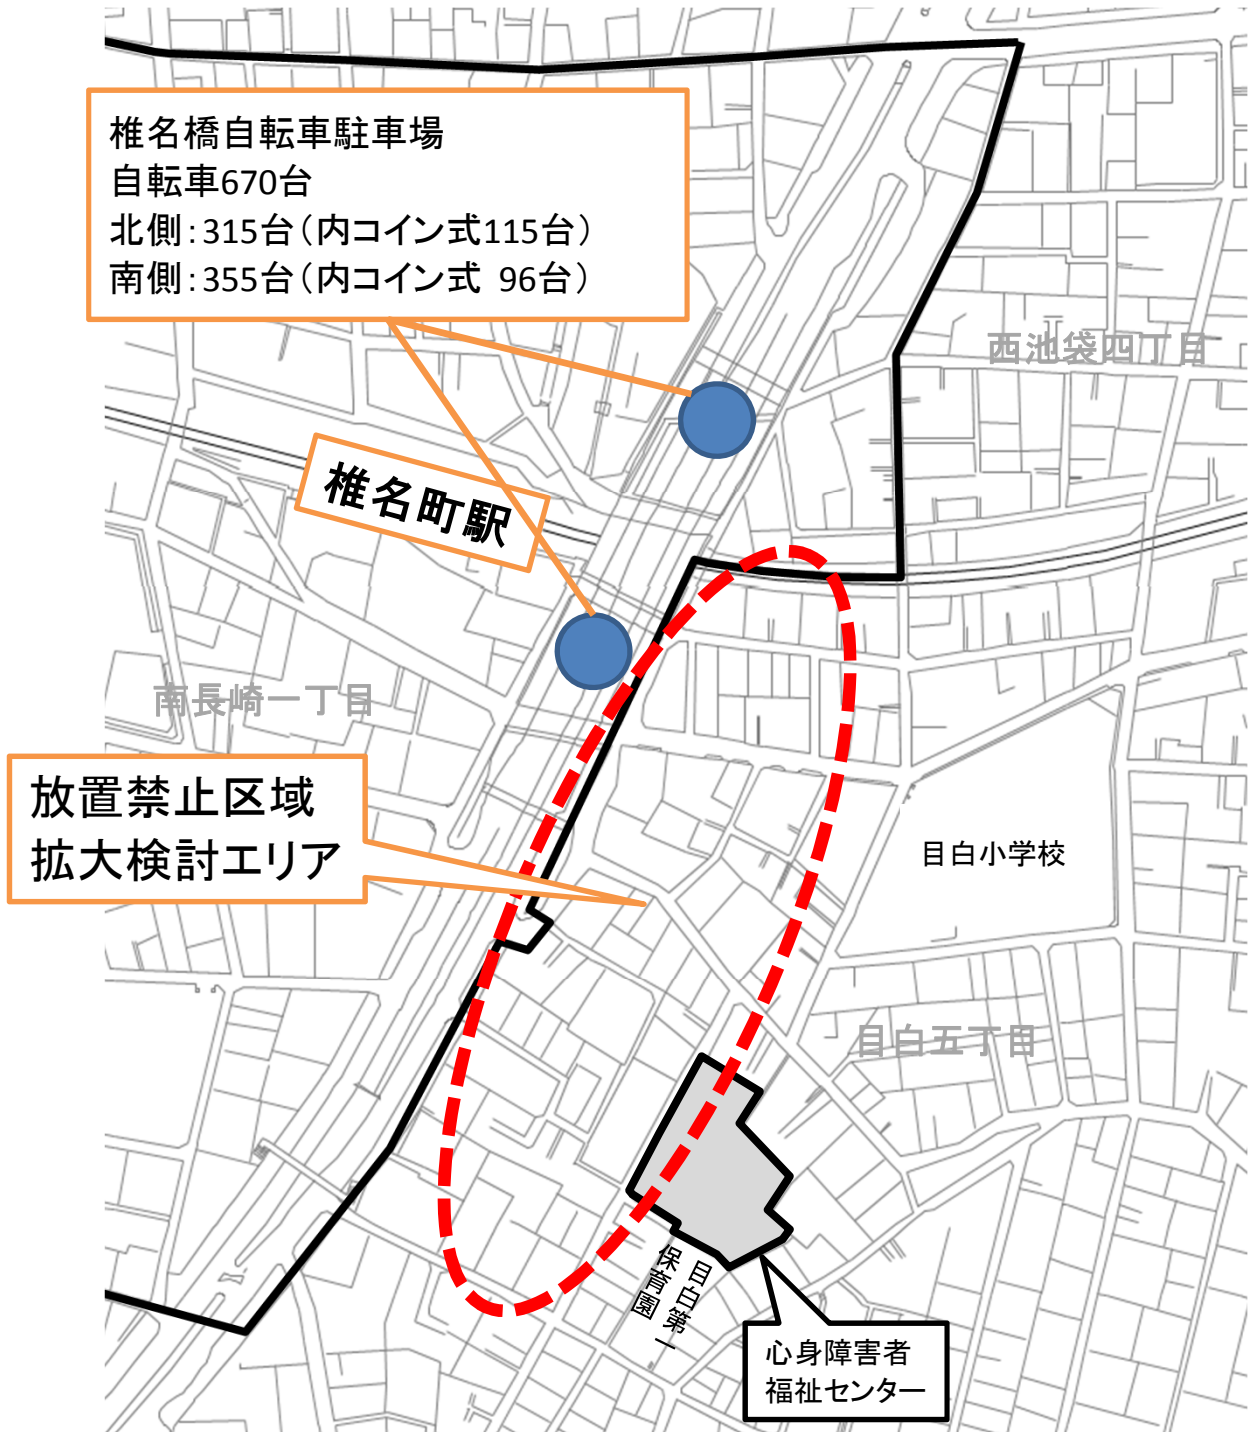 椎名橋自転車駐車場
自転車670台
北側:315台(内コイン式115台)
南側:355台(内コイン式 96台)
西池袋四丁目
椎名町駅
南長崎一丁目
放置禁止区域
拡大検討エリア
目白小学校
目白五丁目
目白第一
保育園
心身障害者
福祉センター